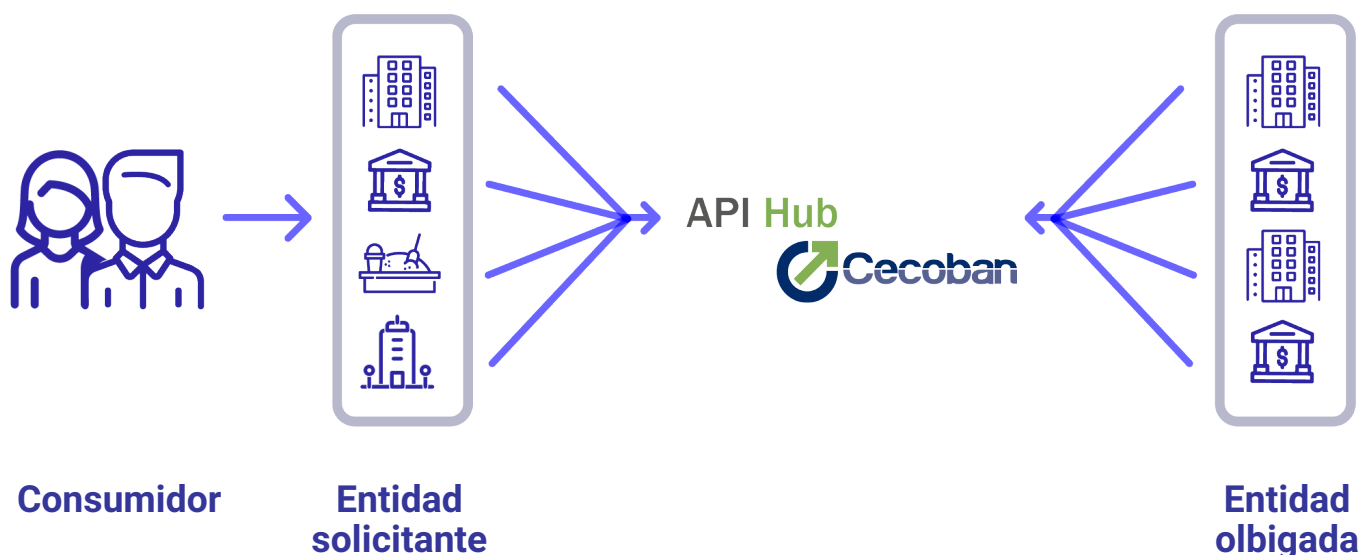 API Hub
Cecoban
Consumidor
Entidad
solicitante
Entidad
olbigada